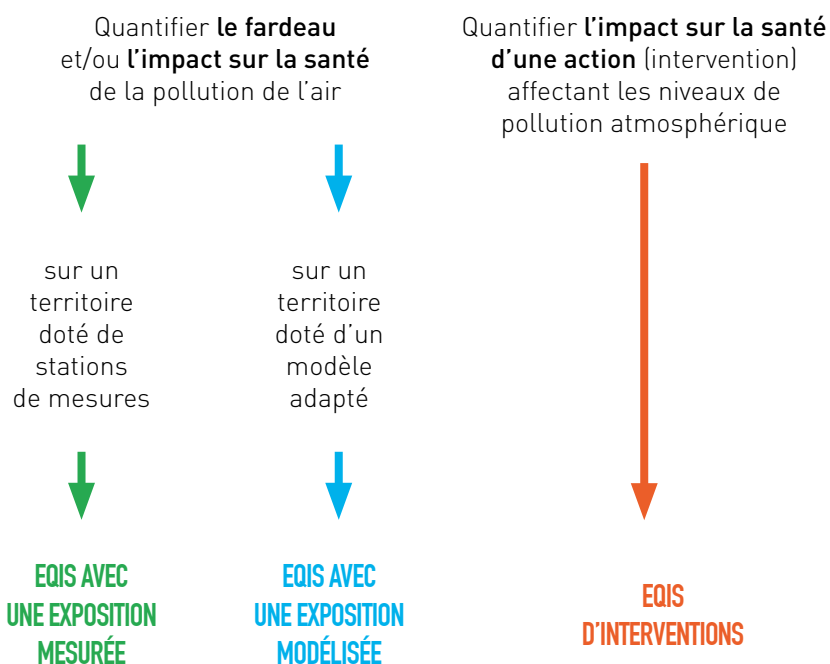 Quantifier le fardeau
et/ou l'impact sur la santé
de la pollution de l'air
Quantifier l'impact sur la santé
d'une action (intervention)
affectant les niveaux de
pollution atmosphérique
sur un
territoire
doté de
stations
de mesures
sur un
territoire
doté d'un
modèle
adapté
EQIS AVEC
UNE EXPOSITION
MESURÉE
EQIS AVEC
UNE EXPOSITION
MODÉLISÉE
EQIS
D'INTERVENTIONS